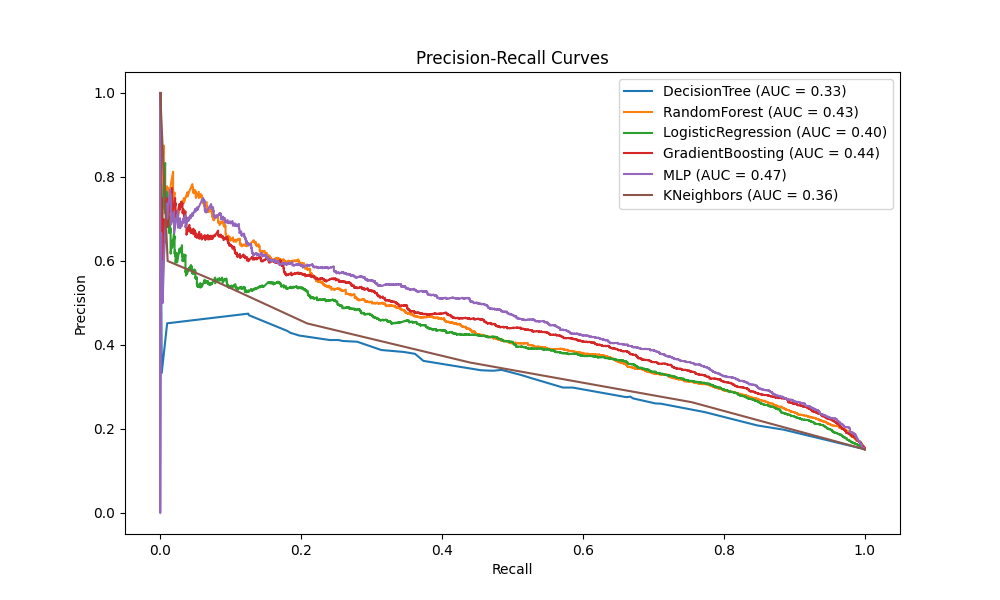 Precision-Recall Curves
DecisionTree (AUC = 0.33)
RandomForest (AUC = 0.43)
LogisticRegression (AUC = 0.40)
GradientBoosting (AUC = 0.44)
MLP (AUC = 0.47)
KNeighbors (AUC = 0.36)
Precision
1.0
0.8
0.6
0.4
0.2
0.0
0.0 0.2 0.4 0.6 0.8 1.0
Recall